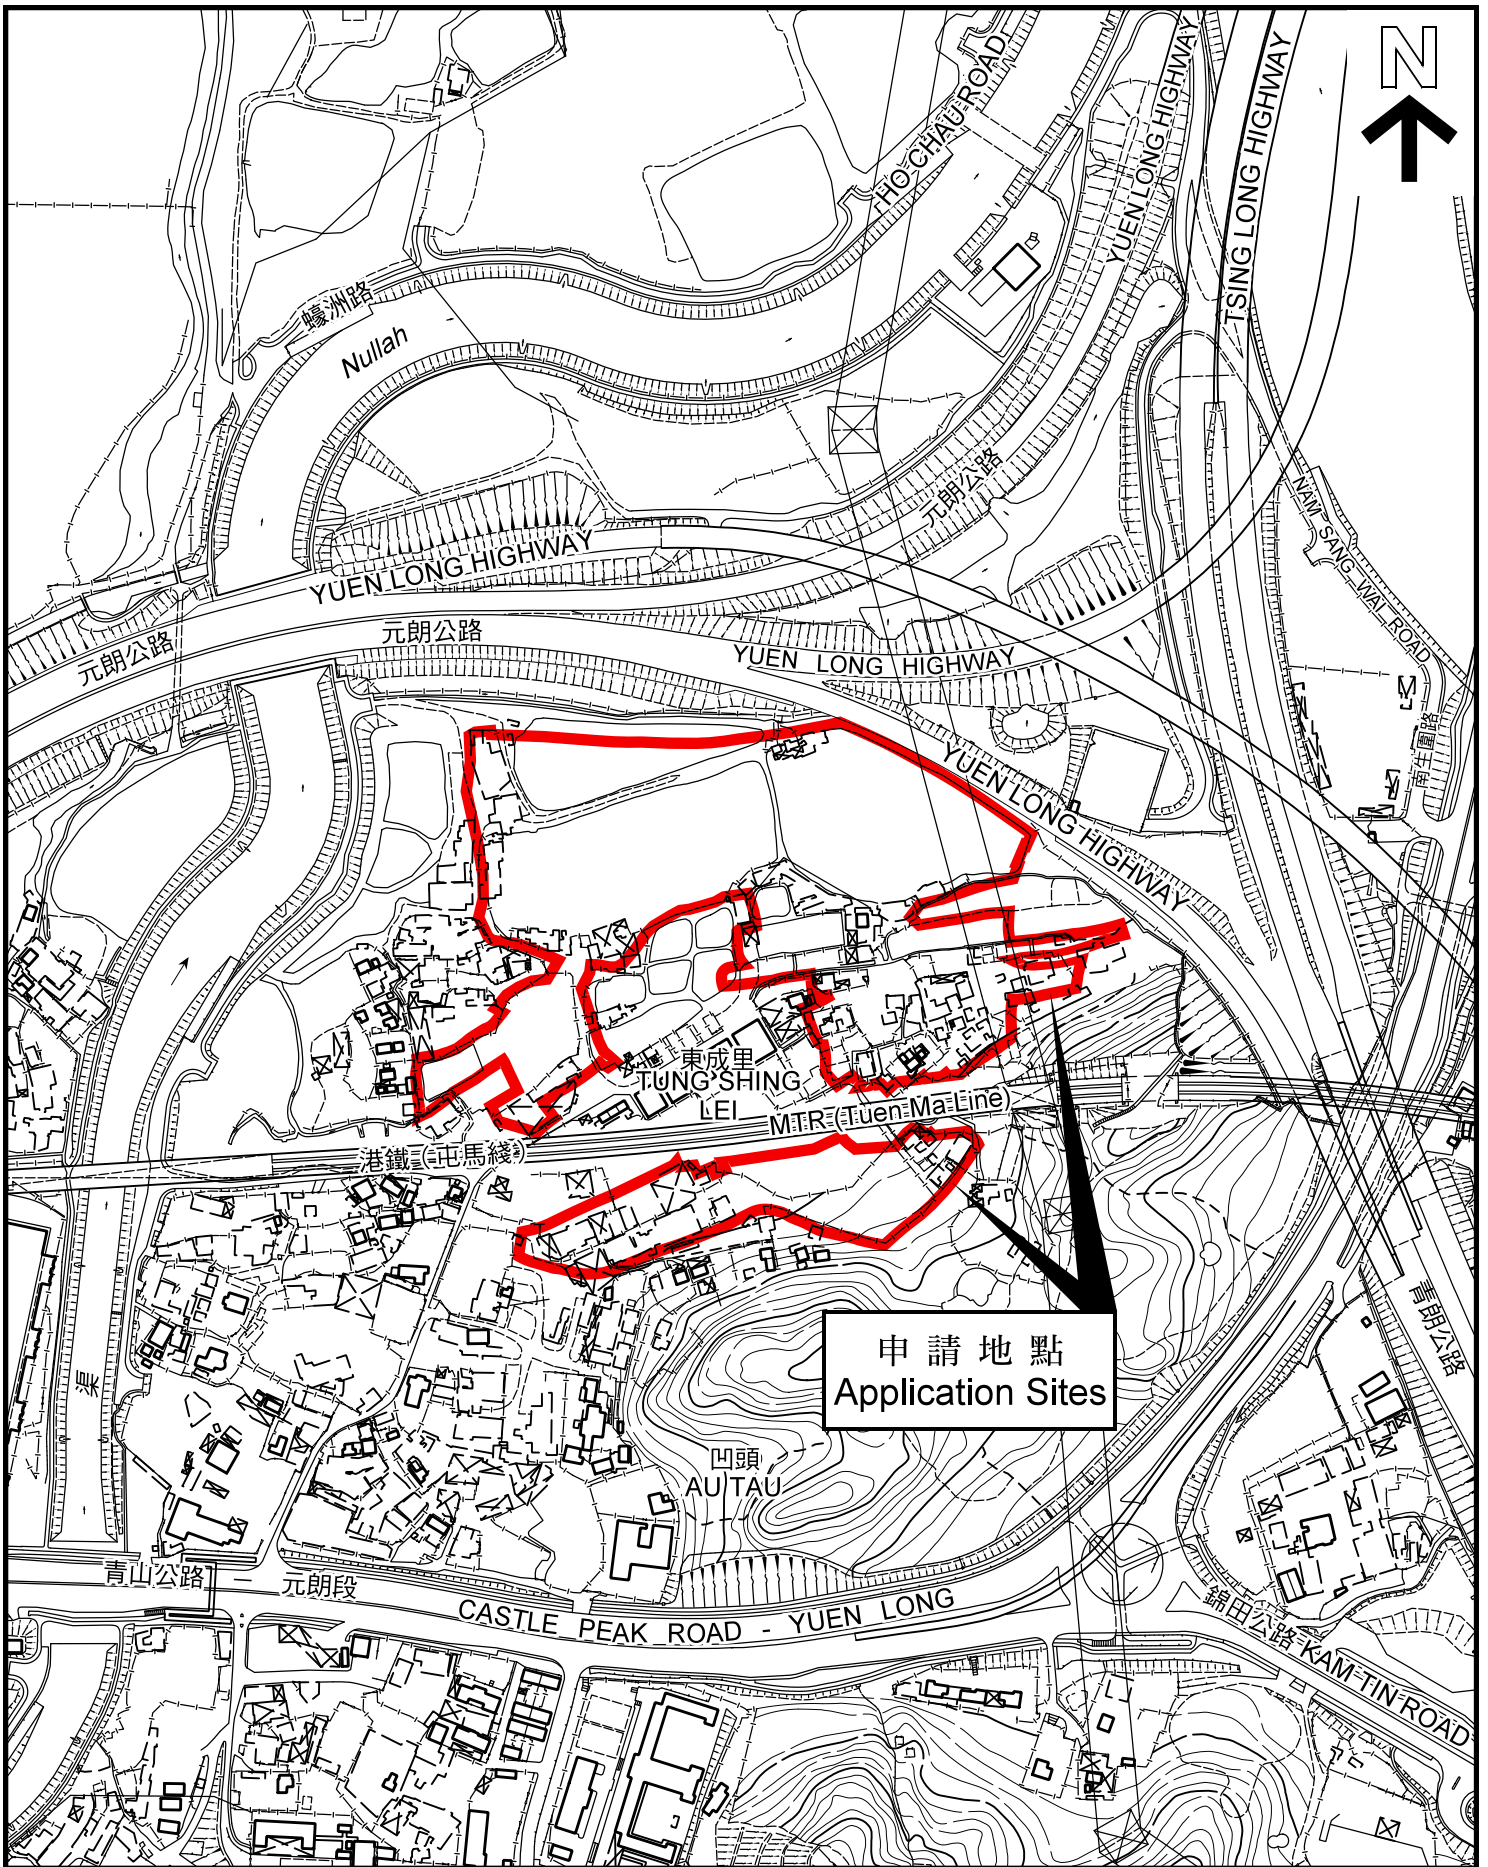 N
HO CHAU ROAD
YUEN LONG HIGHWAY
TSING LONG HIGHWAY
蠔洲路
Nullah
元朗公路
NAM SANG WAI ROAD
YUEN LONG HIGHWAY
元朗公路
元朗公路
YUEN LONG HIGHWAY
南生圍路
YUEN LONG HIGHWAY
東成里
TUNG SHING
LEI
MTR (Tuen Ma Line)
港鐵（屯馬綫）
申請地點
Application Sites
青朗公路
渠
凹頭
AU TAU
青山公路 — 元朗段
CASTLE PEAK ROAD - YUEN LONG
錦田公路 KAM TIN ROAD